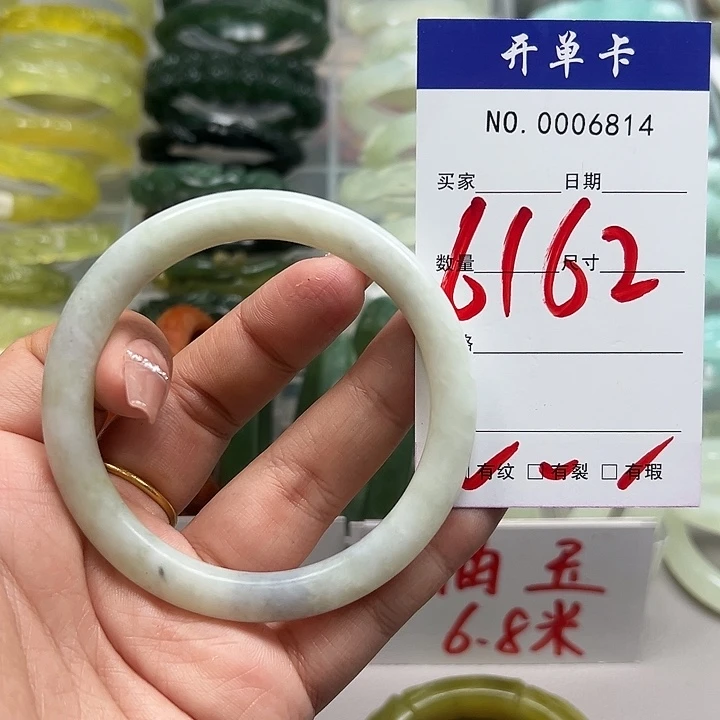 开单卡
NO. 0006814
买家 日期
数量 尺寸
6162
有纹 □ 有裂 □ 有瑕
油玉
6.8米